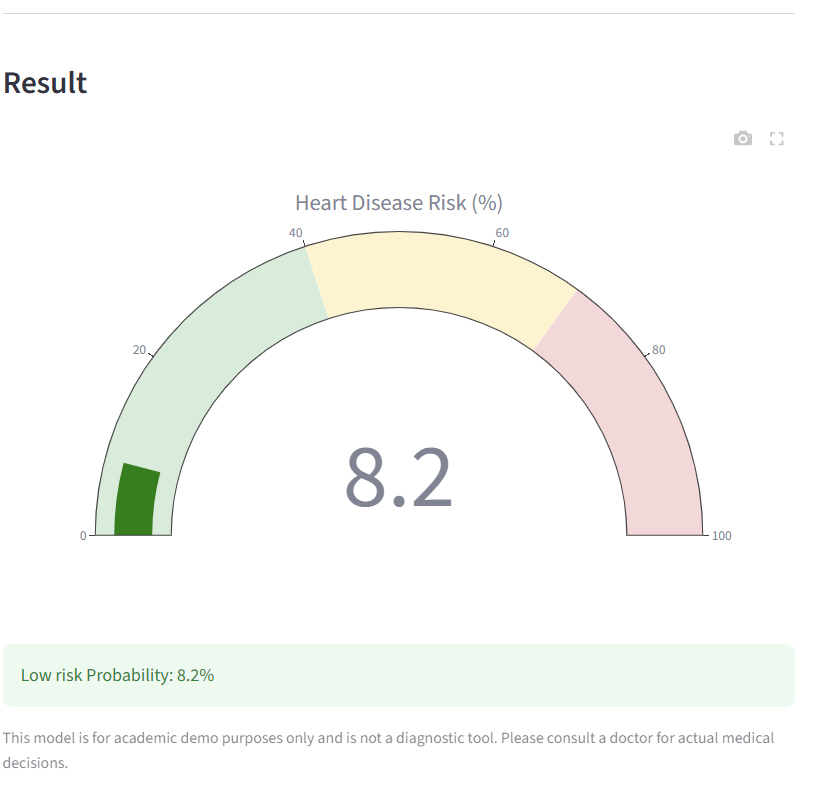 Result
Heart Disease Risk (%)
40
60
20
80
8.2
0
100
Low risk Probability: 8.2%
This model is for academic demo purposes only and is not a diagnostic tool. Please consult a doctor for actual medical
decisions.